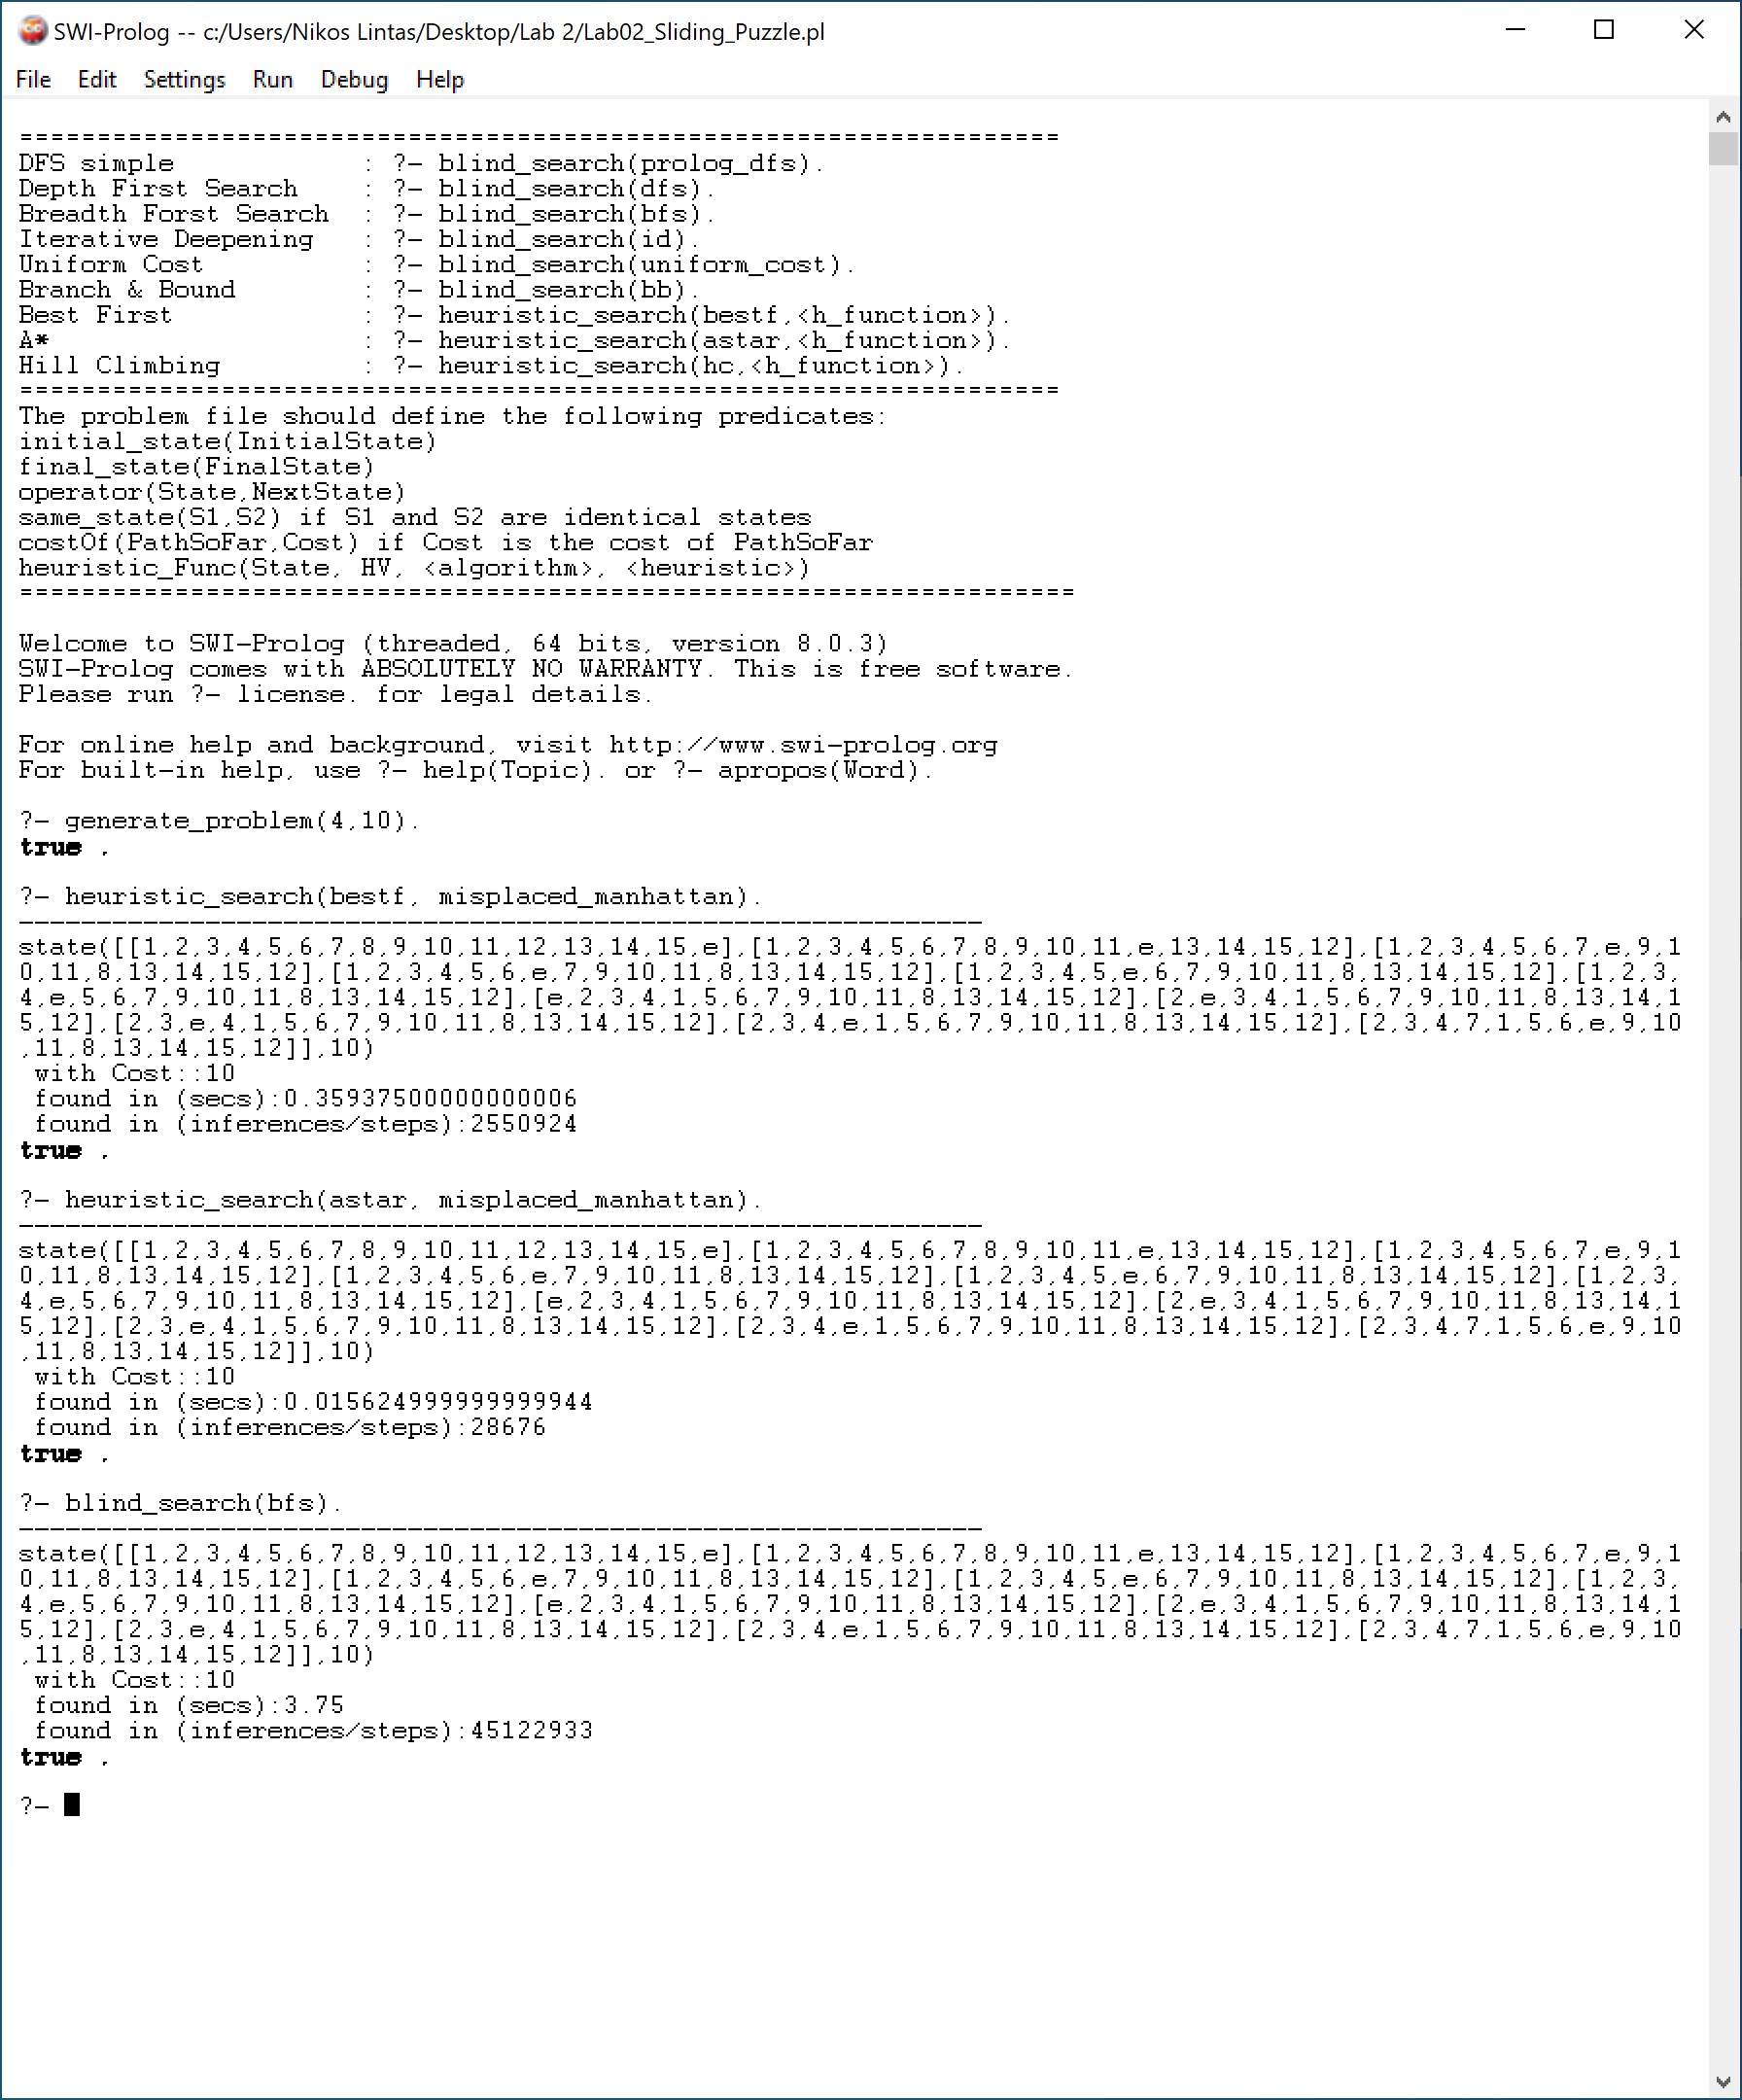 SWI-Prolog -- c:/Users/Nikos Lintas/Desktop/Lab 2/Lab02_Sliding_Puzzle.pl
File Edit Settings Run Debug Help
===================================================================
DFS simple            : ?- blind_search(prolog_dfs).
Depth First Search    : ?- blind_search(dfs).
Breadth Forst Search  : ?- blind_search(bfs).
Iterative Deepening   : ?- blind_search(id).
Uniform Cost          : ?- blind_search(uniform_cost).
Branch & Bound        : ?- blind_search(bb).
Best First            : ?- heuristic_search(bestf,<h_function>).
A*                    : ?- heuristic_search(astar,<h_function>).
Hill Climbing         : ?- heuristic_search(hc,<h_function>).
===================================================================
The problem file should define the following predicates:
initial_state(InitialState)
final_state(FinalState)
operator(State,NextState)
same_state(S1,S2) if S1 and S2 are identical states
costOf(PathSoFar,Cost) if Cost is the cost of PathSoFar
heuristic_Func(State, HV, <algorithm>, <heuristic>)
====================================================================
Welcome to SWI-Prolog (threaded, 64 bits, version 8.0.3)
SWI-Prolog comes with ABSOLUTELY NO WARRANTY. This is free software.
Please run ?- license. for legal details.
For online help and background, visit http://www.swi-prolog.org
For built-in help, use ?- help(Topic). or ?- apropos(Word).
?- generate_problem(4,10).
true .
?- heuristic_search(bestf, misplaced_manhattan).
--------------------------------------------------------------
state([[1,2,3,4,5,6,7,8,9,10,11,12,13,14,15,e],[1,2,3,4,5,6,7,8,9,10,11,e,13,14,15,12],[1,2,3,4,5,6,7,e,9,1
0,11,8,13,14,15,12],[1,2,3,4,5,6,e,7,9,10,11,8,13,14,15,12],[1,2,3,4,5,e,6,7,9,10,11,8,13,14,15,12],[1,2,3,
4,e,5,6,7,9,10,11,8,13,14,15,12],[e,2,3,4,1,5,6,7,9,10,11,8,13,14,15,12],[2,e,3,4,1,5,6,7,9,10,11,8,13,14,1
5,12],[2,3,e,4,1,5,6,7,9,10,11,8,13,14,15,12],[2,3,4,e,1,5,6,7,9,10,11,8,13,14,15,12],[2,3,4,7,1,5,6,e,9,10
,11,8,13,14,15,12]],10)
 with Cost::10
 found in (secs):0.35937500000000006
 found in (inferences/steps):2550924
true .
?- heuristic_search(astar, misplaced_manhattan).
--------------------------------------------------------------
state([[1,2,3,4,5,6,7,8,9,10,11,12,13,14,15,e],[1,2,3,4,5,6,7,8,9,10,11,e,13,14,15,12],[1,2,3,4,5,6,7,e,9,1
0,11,8,13,14,15,12],[1,2,3,4,5,6,e,7,9,10,11,8,13,14,15,12],[1,2,3,4,5,e,6,7,9,10,11,8,13,14,15,12],[1,2,3,
4,e,5,6,7,9,10,11,8,13,14,15,12],[e,2,3,4,1,5,6,7,9,10,11,8,13,14,15,12],[2,e,3,4,1,5,6,7,9,10,11,8,13,14,1
5,12],[2,3,e,4,1,5,6,7,9,10,11,8,13,14,15,12],[2,3,4,e,1,5,6,7,9,10,11,8,13,14,15,12],[2,3,4,7,1,5,6,e,9,10
,11,8,13,14,15,12]],10)
 with Cost::10
 found in (secs):0.015624999999999944
 found in (inferences/steps):28676
true .
?- blind_search(bfs).
--------------------------------------------------------------
state([[1,2,3,4,5,6,7,8,9,10,11,12,13,14,15,e],[1,2,3,4,5,6,7,8,9,10,11,e,13,14,15,12],[1,2,3,4,5,6,7,e,9,1
0,11,8,13,14,15,12],[1,2,3,4,5,6,e,7,9,10,11,8,13,14,15,12],[1,2,3,4,5,e,6,7,9,10,11,8,13,14,15,12],[1,2,3,
4,e,5,6,7,9,10,11,8,13,14,15,12],[e,2,3,4,1,5,6,7,9,10,11,8,13,14,15,12],[2,e,3,4,1,5,6,7,9,10,11,8,13,14,1
5,12],[2,3,e,4,1,5,6,7,9,10,11,8,13,14,15,12],[2,3,4,e,1,5,6,7,9,10,11,8,13,14,15,12],[2,3,4,7,1,5,6,e,9,10
,11,8,13,14,15,12]],10)
 with Cost::10
 found in (secs):3.75
 found in (inferences/steps):45122933
true .
?-